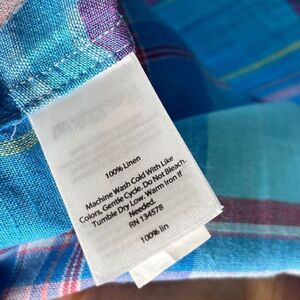 100% Linen
Machine Wash Cold With Like
Colors, Gentle Cycle. Do Not Bleach.
Tumble Dry Low. Warm Iron If
Needed.
RN 134578
100% lin